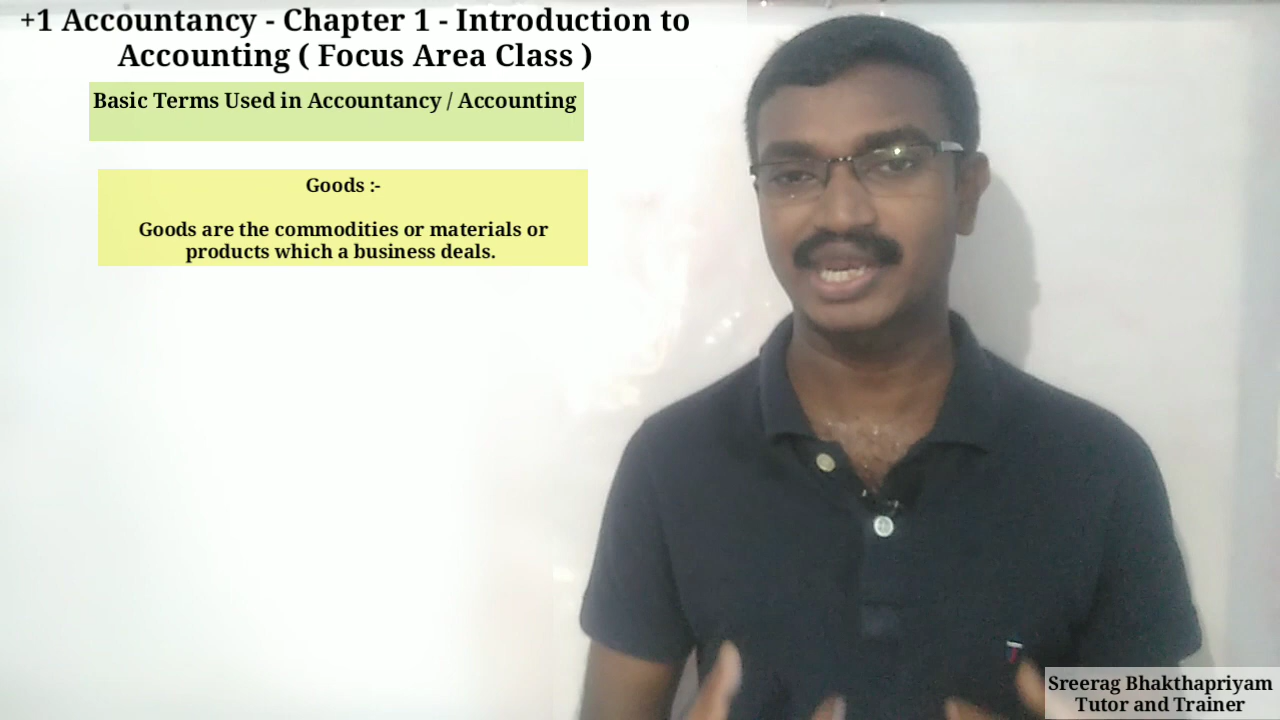 +1 Accountancy - Chapter 1 - Introduction to
Accounting ( Focus Area Class )
Basic Terms Used in Accountancy / Accounting
Goods :-
Goods are the commodities or materials or
products which a business deals.
Sreerag Bhakthapriyam
Tutor and Trainer